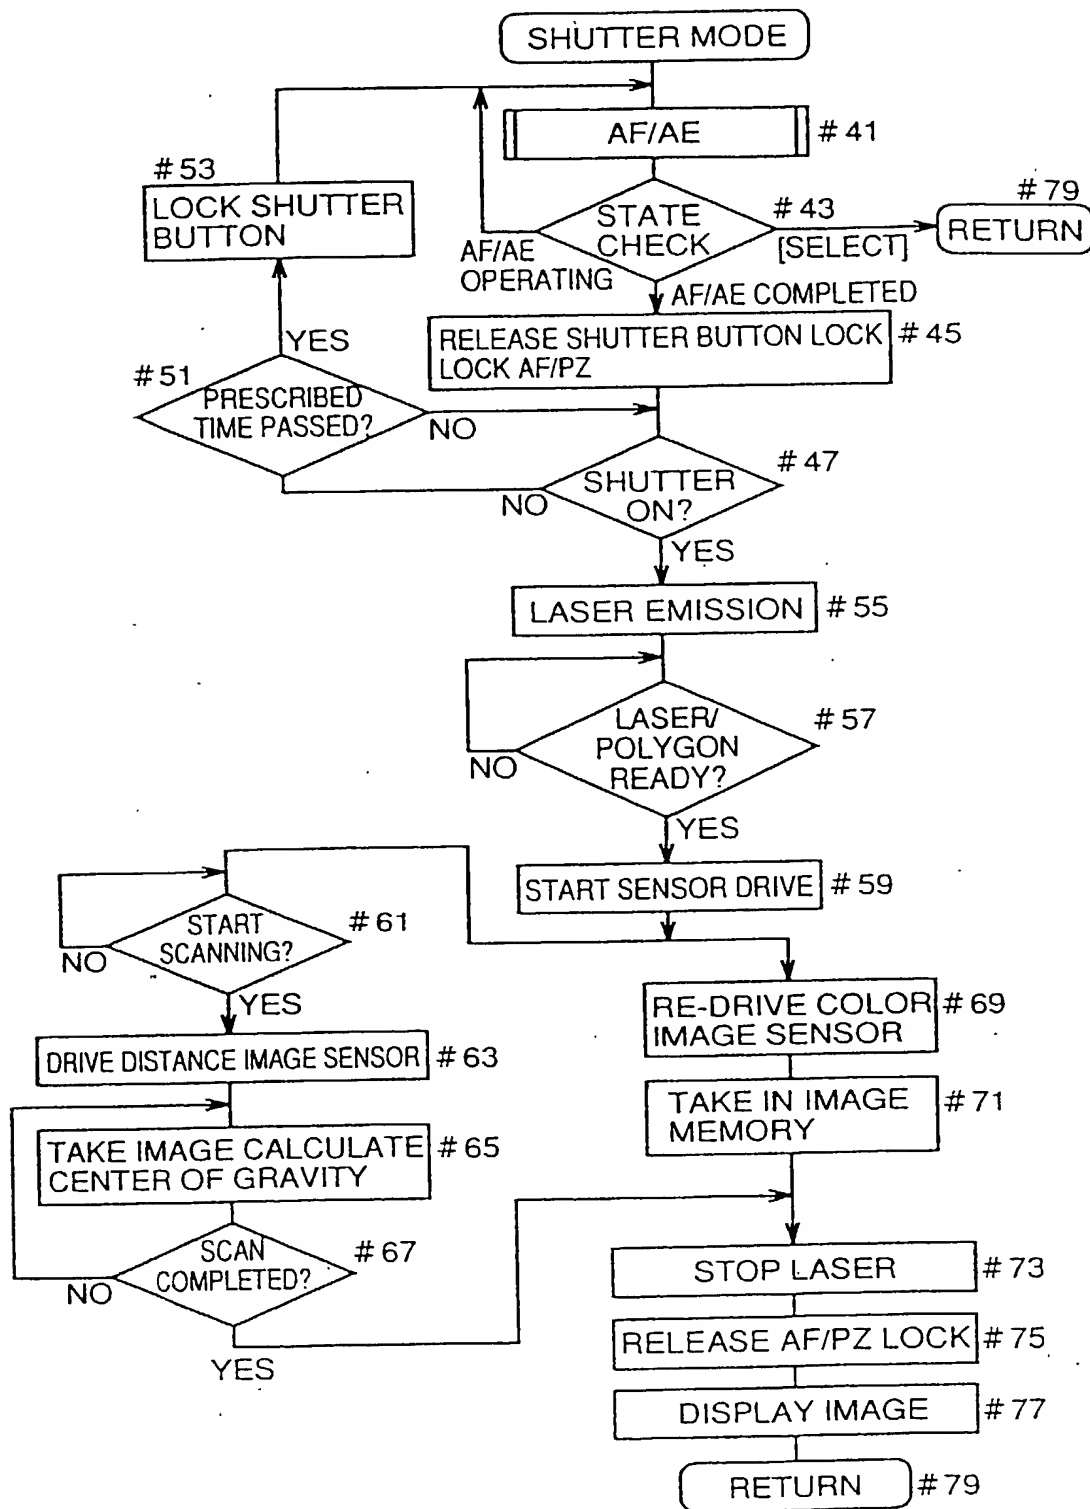 SHUTTER MODE
AF/AE
#41
#53
LOCK SHUTTER
BUTTON
STATE
CHECK
#43
[SELECT]
#79
RETURN
AF/AE
OPERATING
AF/AE COMPLETED
RELEASE SHUTTER BUTTON LOCK
LOCK AF/PZ
#45
YES
#51
PRESCRIBED
TIME PASSED?
NO
SHUTTER
ON?
#47
NO
YES
LASER EMISSION
#55
LASER/
POLYGON
READY?
#57
NO
YES
START SENSOR DRIVE
#59
START
SCANNING?
#61
NO
YES
RE-DRIVE COLOR
IMAGE SENSOR
#69
DRIVE DISTANCE IMAGE SENSOR
#63
TAKE IN IMAGE
MEMORY
#71
TAKE IMAGE CALCULATE
CENTER OF GRAVITY
#65
SCAN
COMPLETED?
#67
NO
YES
STOP LASER
#73
RELEASE AF/PZ LOCK
#75
DISPLAY IMAGE
#77
RETURN
#79